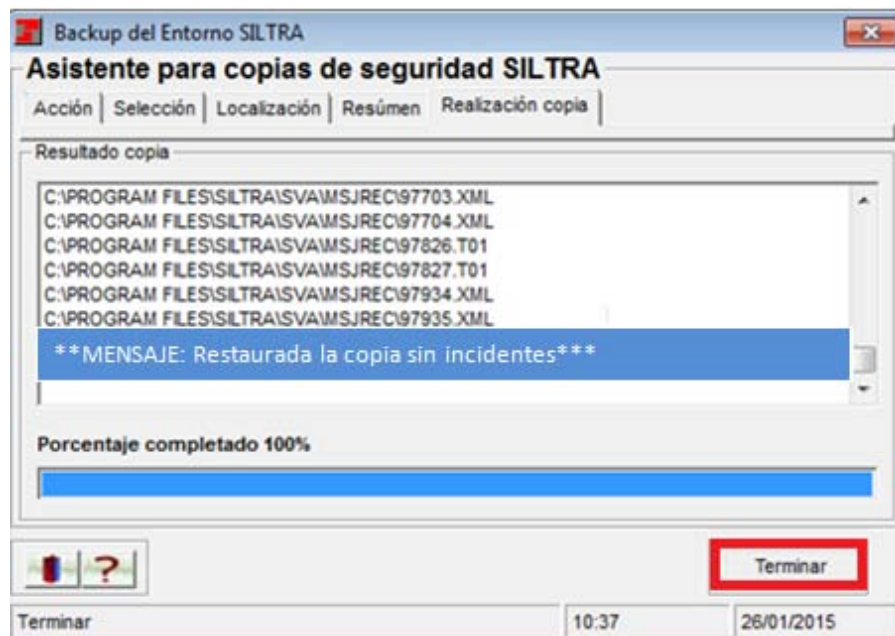 Backup del Entorno SILTRA
Asistente para copias de seguridad SILTRA
Acción Selección Localización Resúmen Realización copia
Resultado copia
C:\PROGRAM FILES\SILTRA\SVA\MSJREC\97703.XML
C:\PROGRAM FILES\SILTRA\SVA\MSJREC\97704.XML
C:\PROGRAM FILES\SILTRA\SVA\MSJREC\97826.T01
C:\PROGRAM FILES\SILTRA\SVA\MSJREC\97827.T01
C:\PROGRAM FILES\SILTRA\SVA\MSJREC\97934.XML
C:\PROGRAM FILES\SILTRA\SVA\MSJREC\97935.XML
**MENSAJE: Restaurada la copia sin incidentes***
Porcentaje completado 100%
?
Terminar
Terminar 10:37 26/01/2015